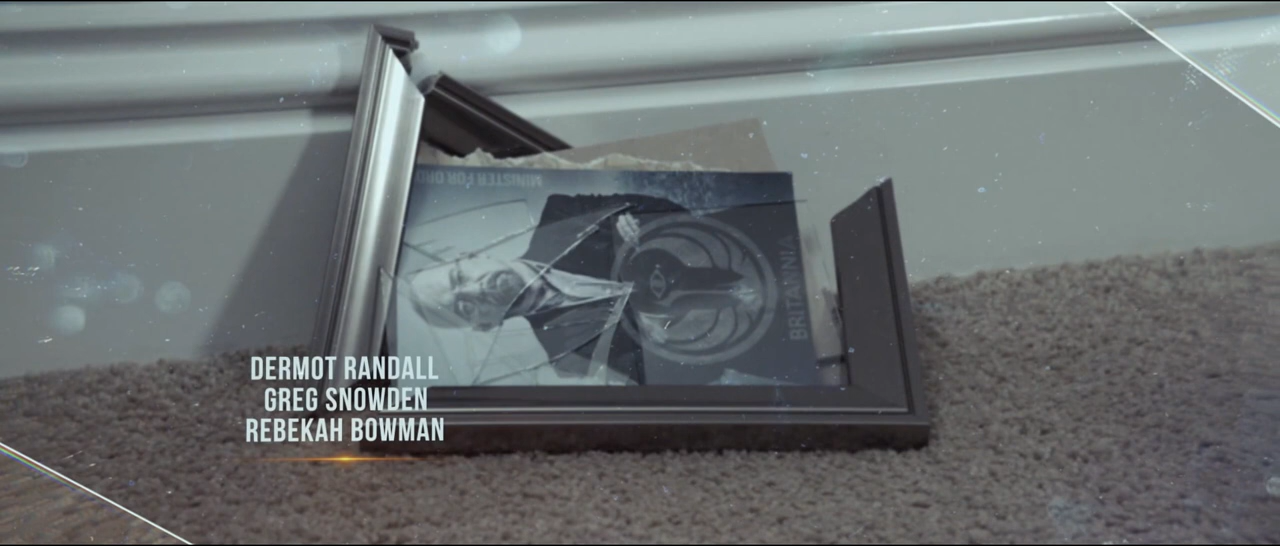 MINISTER FOR
BRITANNIA
DERMOT RANDALL
GREG SNOWDEN
REBEKAH BOWMAN